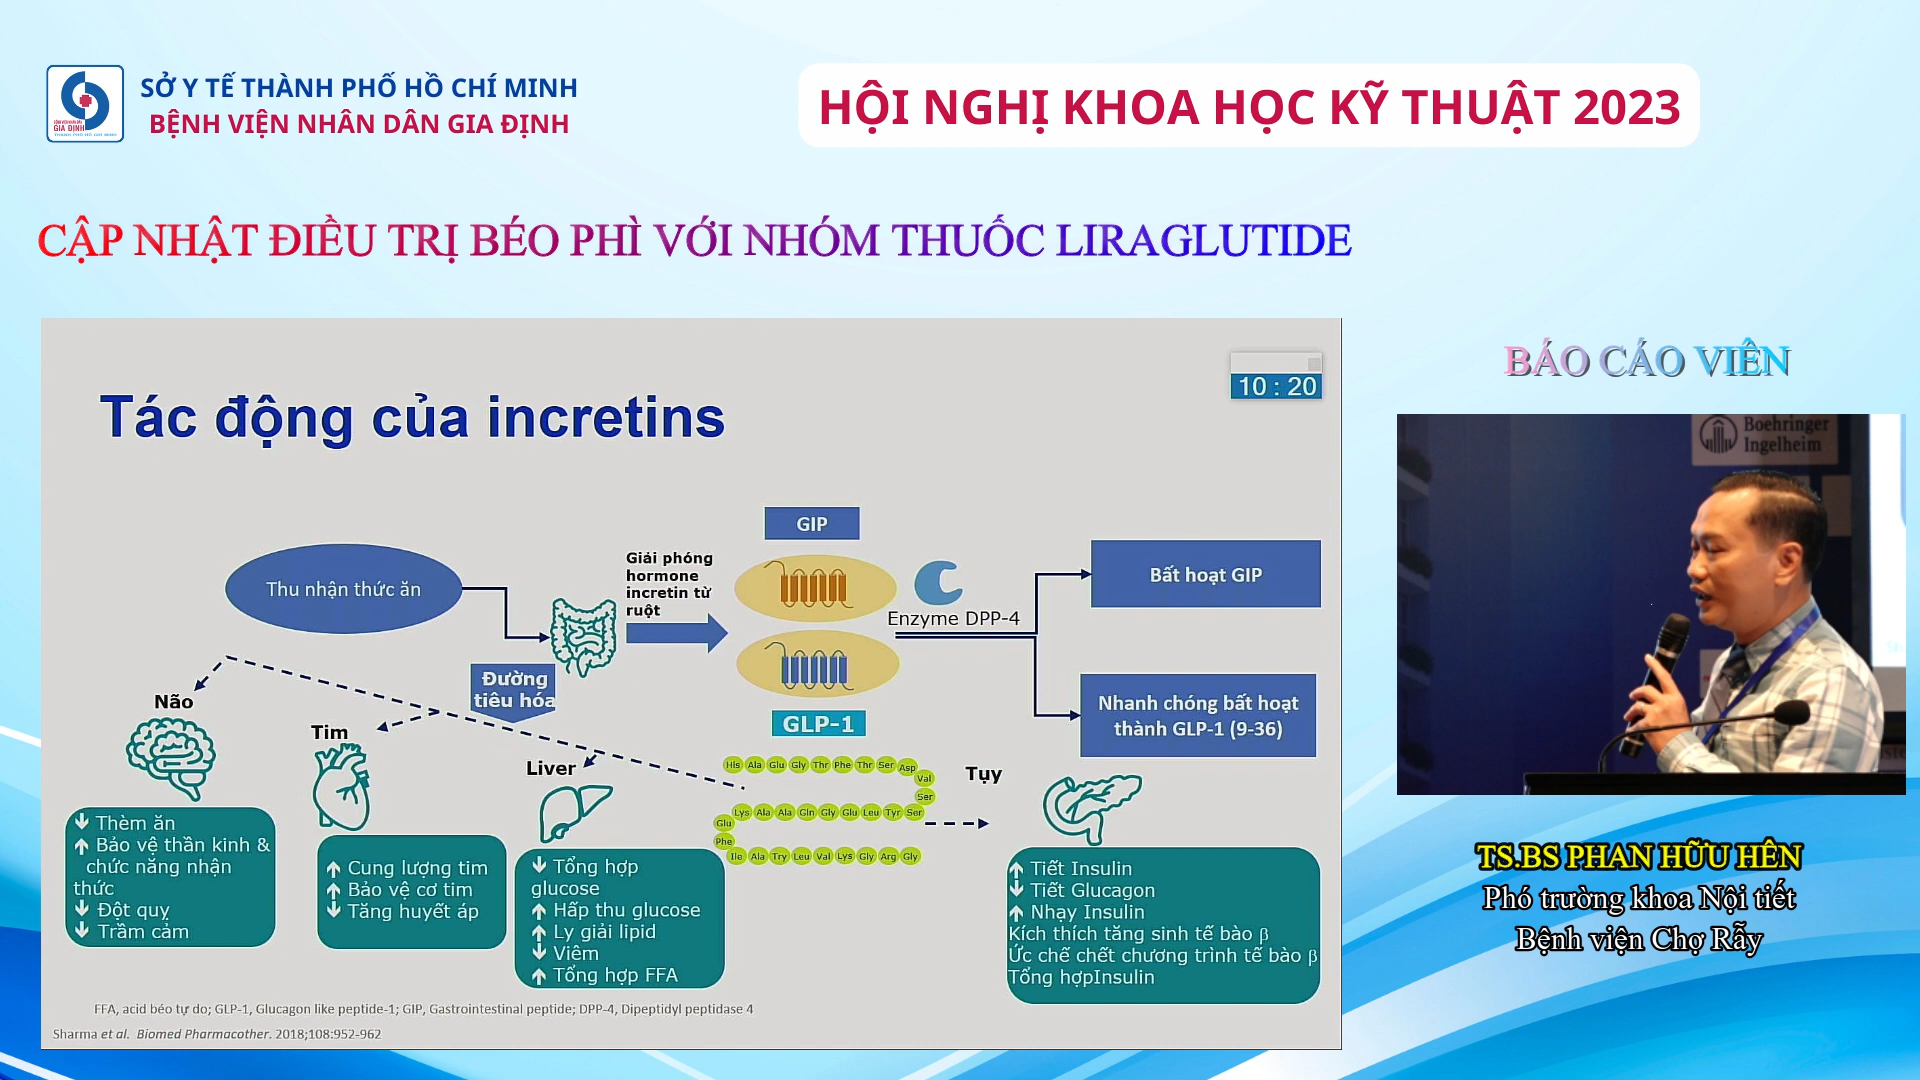 SỞ Y TẾ THÀNH PHỐ HỒ CHÍ MINH
BỆNH VIỆN NHÂN DÂN GIA ĐỊNH
GIA ĐỊNH
HỘI NGHỊ KHOA HỌC KỸ THUẬT 2023
CẬP NHẬT ĐIỀU TRỊ BÉO PHÌ VỚI NHÓM THUỐC LIRAGLUTIDE
10 : 20
Tác động của incretins
GIP
Thu nhận thức ăn
Giải phóng
hormone
incretin từ
ruột
Enzyme DPP-4
Bất hoạt GIP
Đường
tiêu hóa
GLP-1
Nhanh chóng bất hoạt
thành GLP-1 (9-36)
Não
Tim
Liver
Tụy
His Ala Glu Gly Thr Phe Thr Ser Asp
Val
Ser
Lys Ala Ala Gln Gly Glu Leu Tyr Ser
Glu
Phe
Ile Ala Try Leu Val Lys Gly Arg Gly
↓ Thèm ăn
↑ Bảo vệ thần kinh &
chức năng nhận
thức
↓ Đột quỵ
↓ Trầm cảm
↑ Cung lượng tim
↑ Bảo vệ cơ tim
↓ Tăng huyết áp
↓ Tổng hợp
glucose
↑ Hấp thu glucose
↑ Ly giải lipid
↓ Viêm
↑ Tổng hợp FFA
↑ Tiết Insulin
↓ Tiết Glucagon
↑ Nhạy Insulin
Kích thích tăng sinh tế bào β
Ức chế chết chương trình tế bào β
Tổng hợpInsulin
FFA, acid béo tự do; GLP-1, Glucagon like peptide-1; GIP, Gastrointestinal peptide; DPP-4, Dipeptidyl peptidase 4
Sharma et al. Biomed Pharmacother. 2018;108:952-962
BÁO CÁO VIÊN
Boehringer
Ingelheim
TS.BS PHAN HỮU HÊN
Phó trường khoa Nội tiết
Bệnh viện Chợ Rẫy